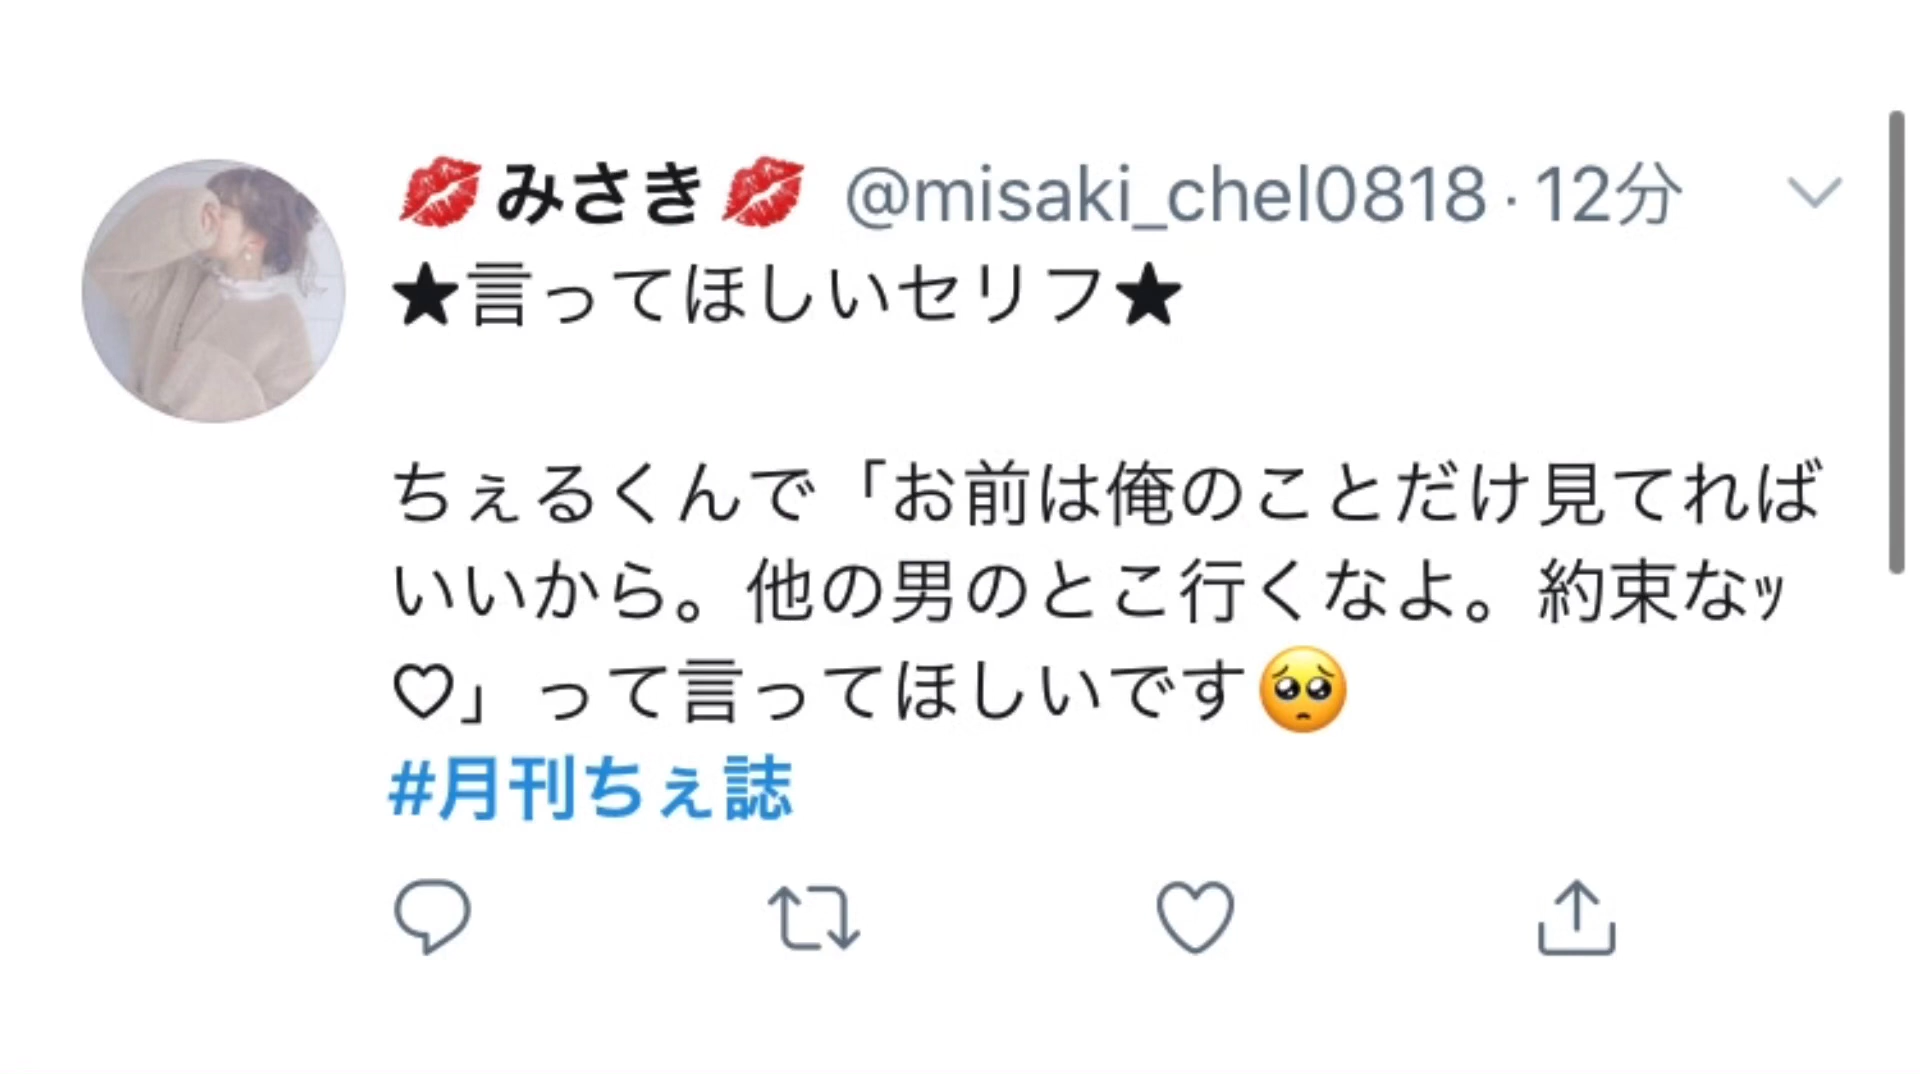 💋みさき💋 @misaki_chel0818 · 12分
★言ってほしいセリフ★
ちぇるくんで「お前は俺のことだけ見てれば
いいから。他の男のとこ行くなよ。約束なｯ
♡」って言ってほしいです🥺
#月刊ちぇ誌